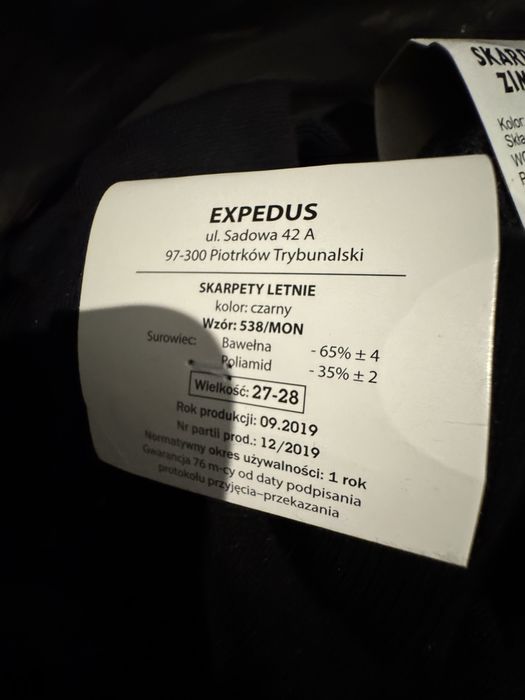 EXPEDUS
ul. Sadowa 42 A
97-300 Piotrków Trybunalski
SKARPETY LETNIE
kolor: czarny
Wzór: 538/MON
Surowiec: Bawełna - 65% ± 4
Poliamid - 35% ± 2
Wielkość: 27-28
Rok produkcji: 09.2019
Nr partii prod.: 12/2019
Normatywny okres używalności: 1 rok
Gwarancja 76 m-cy od daty podpisania
protokołu przyjęcia–przekazania
Kolor